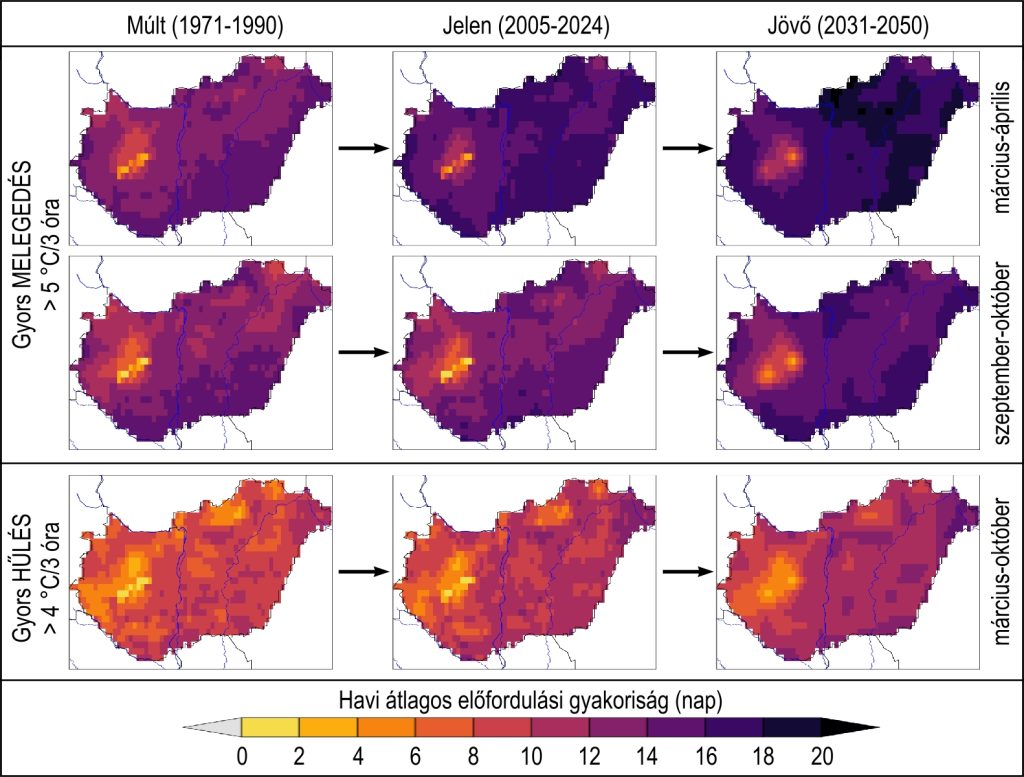 Múlt (1971-1990)
Jelen (2005-2024)
Jövő (2031-2050)
Gyors MELEGEDÉS
> 5 °C/3 óra
március-április
szeptember-október
Gyors HŰLÉS
> 4 °C/3 óra
március-október
Havi átlagos előfordulási gyakoriság (nap)
0 2 4 6 8 10 12 14 16 18 20